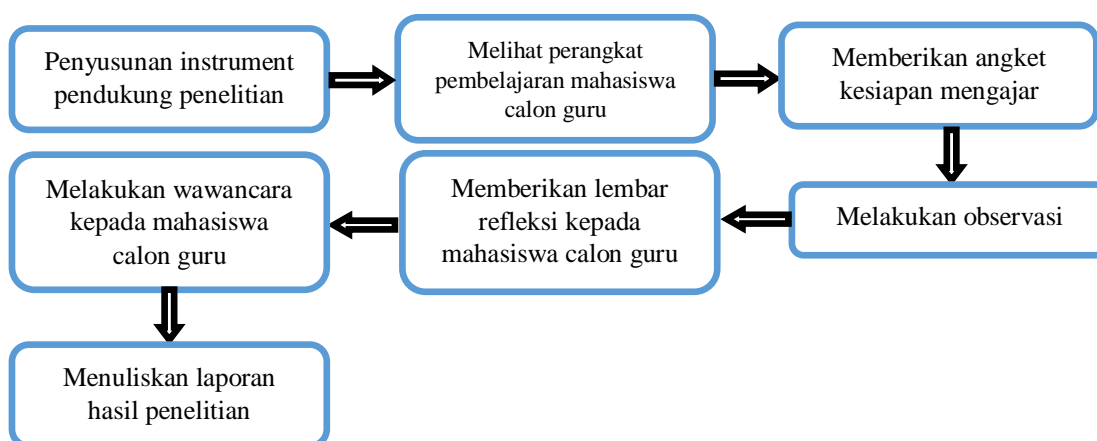 Penyusunan instrument
pendukung penelitian
Melihat perangkat
pembelajaran mahasiswa
calon guru
Memberikan angket
kesiapan mengajar
Melakukan observasi
Memberikan lembar
refleksi kepada
mahasiswa calon guru
Melakukan wawancara
kepada mahasiswa
calon guru
Menuliskan laporan
hasil penelitian